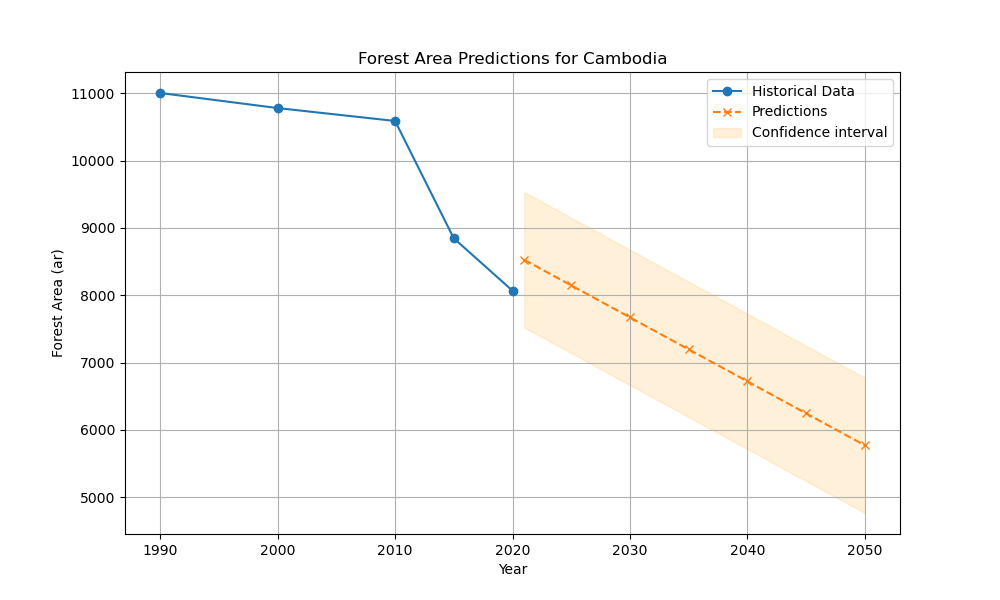 Forest Area Predictions for Cambodia
Historical Data
Predictions
Confidence interval
Forest Area (ar)
11000
10000
9000
8000
7000
6000
5000
1990
2000
2010
2020
2030
2040
2050
Year